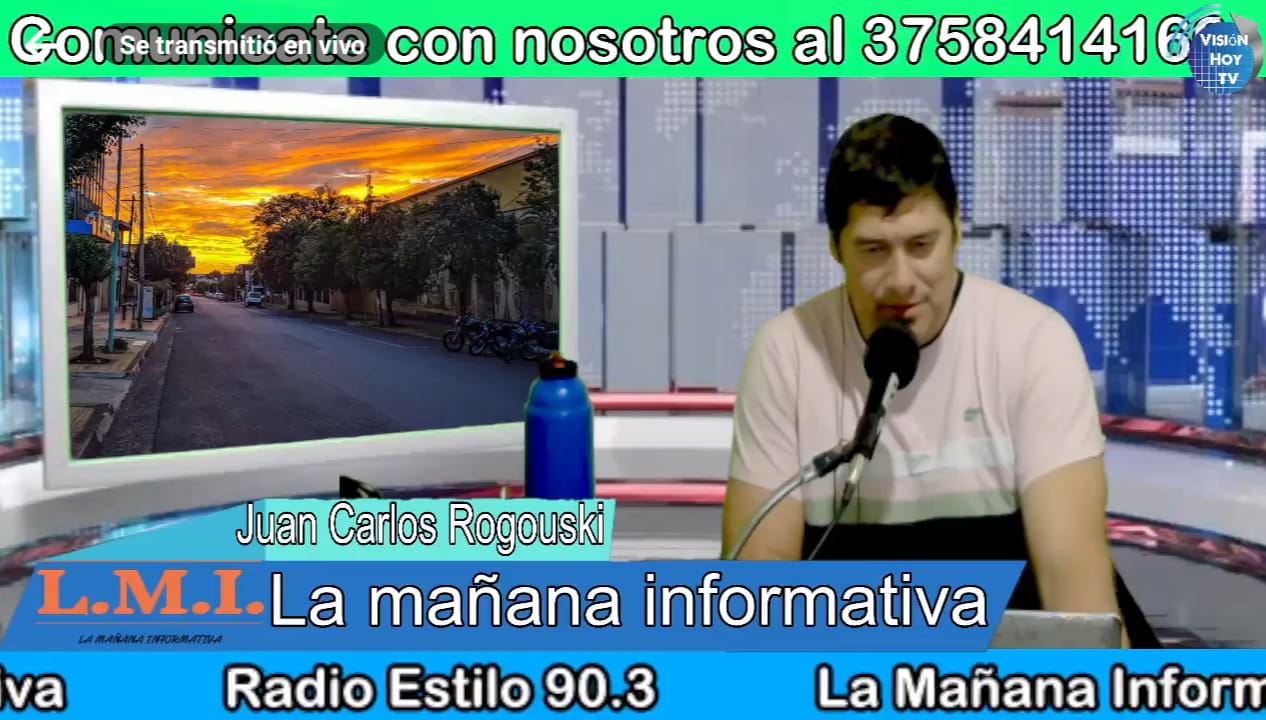 Comunicate con nosotros al 375841416
Se transmitió en vivo
VISIÓN
HOY
TV
Juan Carlos Rogouski
L.M.I.
La mañana informativa
LA MAÑANA INFORMATIVA
iva Radio Estilo 90.3 La Mañana Inform